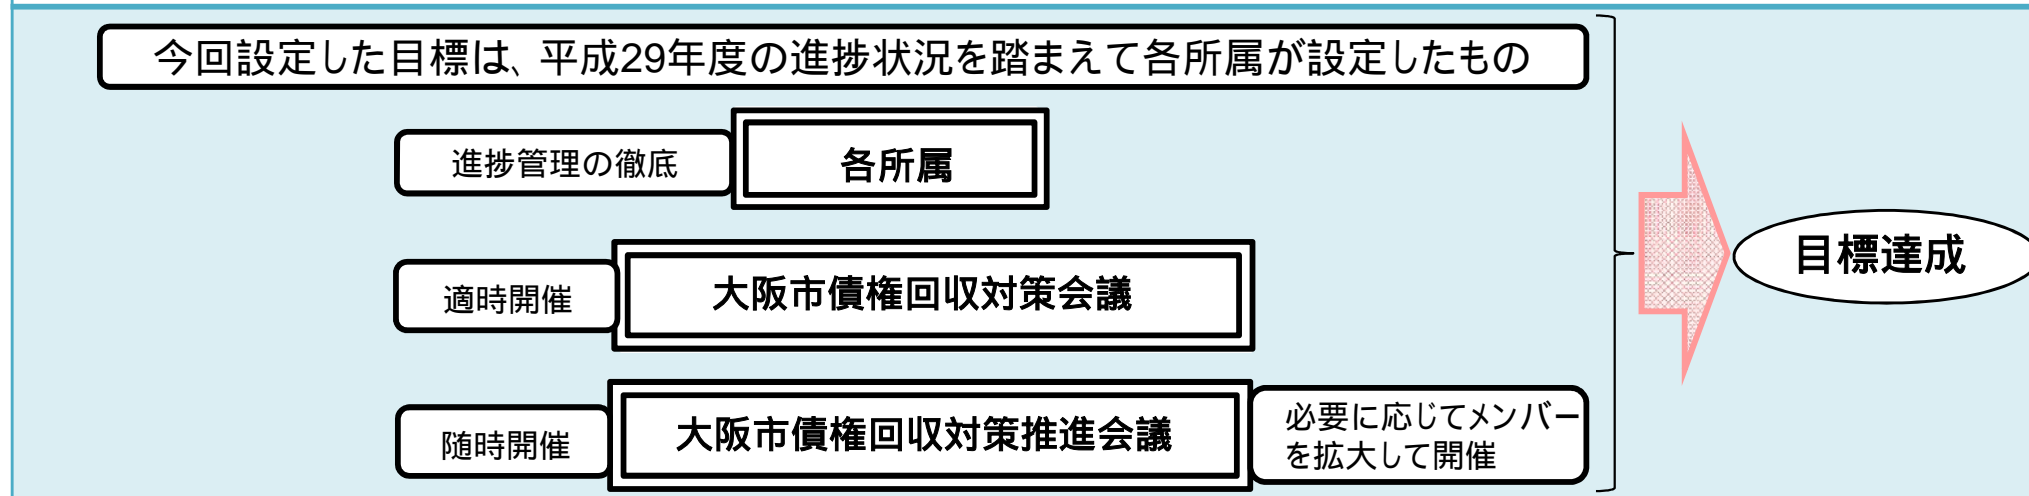 今回設定した目標は、平成29年度の進捗状況を踏まえて各所属が設定したもの
進捗管理の徹底
各所属
適時開催
大阪市債権回収対策会議
目標達成
随時開催
大阪市債権回収対策推進会議
必要に応じてメンバー
を拡大して開催